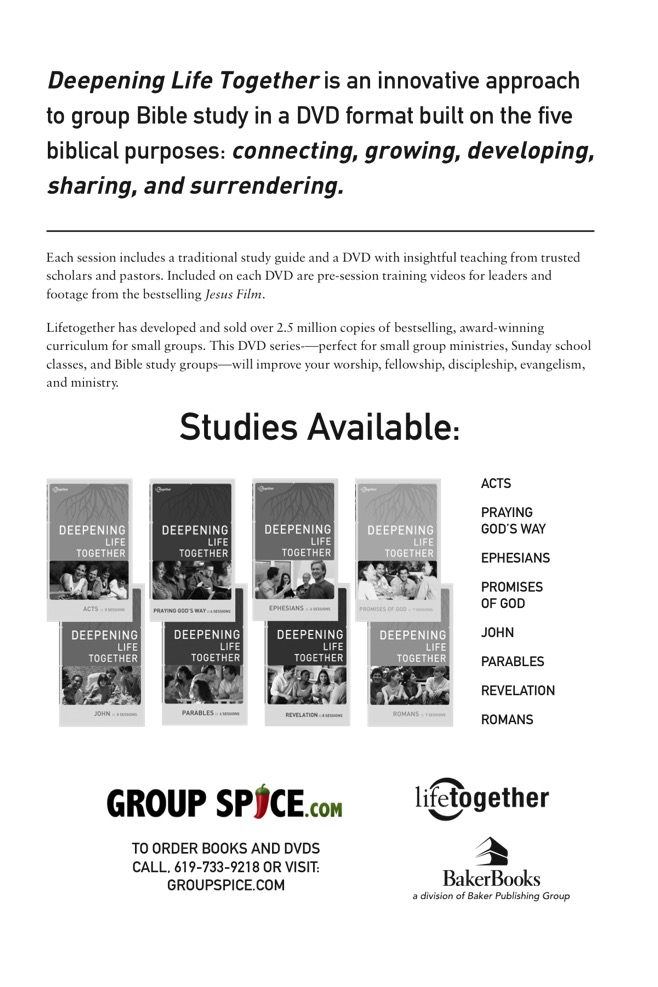 Deepening Life Together is an innovative approach
to group Bible study in a DVD format built on the five
biblical purposes: connecting, growing, developing,
sharing, and surrendering.
Each session includes a traditional study guide and a DVD with insightful teaching from trusted
scholars and pastors. Included on each DVD are pre-session training videos for leaders and
footage from the bestselling Jesus Film.
Lifetogether has developed and sold over 2.5 million copies of bestselling, award-winning
curriculum for small groups. This DVD series-—perfect for small group ministries, Sunday school
classes, and Bible study groups—will improve your worship, fellowship, discipleship, evangelism,
and ministry.
Studies Available:
DEEPENING
LIFE
TOGETHER
ACTS
8 SESSIONS
DEEPENING
LIFE
TOGETHER
PRAYING GOD'S WAY
6 SESSIONS
DEEPENING
LIFE
TOGETHER
EPHESIANS
6 SESSIONS
DEEPENING
LIFE
TOGETHER
PROMISES OF GOD
7 SESSIONS
DEEPENING
LIFE
TOGETHER
JOHN
8 SESSIONS
DEEPENING
LIFE
TOGETHER
PARABLES
6 SESSIONS
DEEPENING
LIFE
TOGETHER
REVELATION
8 SESSIONS
DEEPENING
LIFE
TOGETHER
ROMANS
7 SESSIONS
ACTS
PRAYING
GOD'S WAY
EPHESIANS
PROMISES
OF GOD
JOHN
PARABLES
REVELATION
ROMANS
GROUP SPICE.COM
TO ORDER BOOKS AND DVDS
CALL, 619-733-9218 OR VISIT:
GROUPSPICE.COM
lifetogether
BakerBooks
a division of Baker Publishing Group